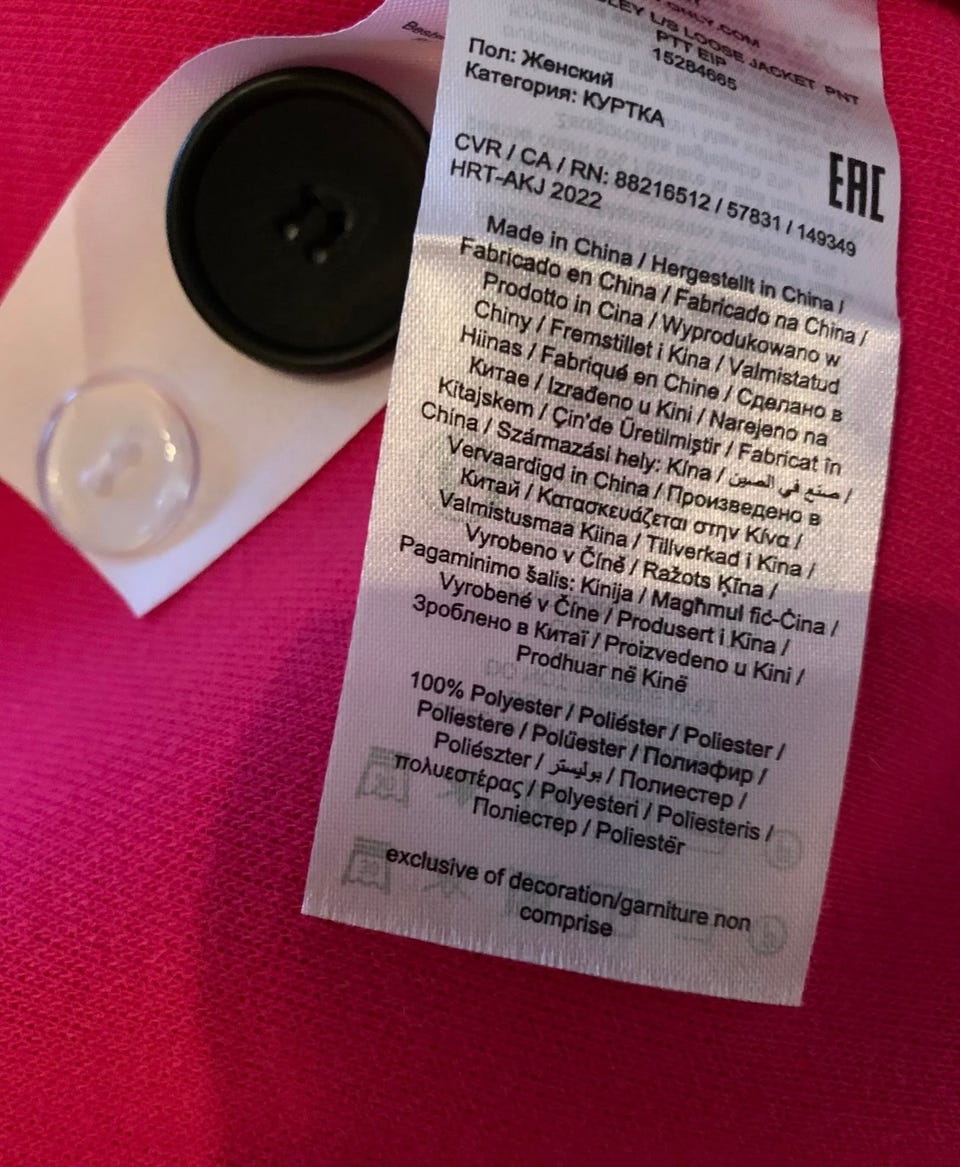 ONLY.COM
L/S LOOSE JACKET PNT
PTT EIP
15284665
Пол: Женский
Категория: КУРТКА
EAC
CVR / CA / RN: 88216512 / 57831 / 149349
HRT-AKJ 2022
Made in China / Hergestellt in China /
Fabricado en China / Fabricado na China /
Prodotto in Cina / Wyprodukowano w
Chiny / Fremstillet i Kina / Valmistatud
Hiinas / Fabriqué en Chine / Сделано в
Китае / Izrađeno u Kini / Narejeno na
Kitajskem / Çin'de Üretilmiştir / Fabricat în
China / Származási hely: Kína / صنع في الصين /
Vervaardigd in China / Произведено в
Китай / Κατασκευάζεται στην Κίνα /
Valmistusmaa Kiina / Tillverkad i Kina /
Vyrobeno v Číně / Ražots Ķīna /
Pagaminimo šalis: Kinija / Magħmul fiċ-Ċina /
Vyrobené v Číne / Produsert i Kina /
Зроблено в Китаї / Proizvedeno u Kini /
Prodhuar në Kinë
100% Polyester / Poliéster / Poliester /
Poliestere / Polüester / Полиэфир /
Poliészter / بوليستر / Полиестер /
πολυεστέρας / Polyesteri / Poliesteris /
Поліестер / Poliestër
exclusive of decoration/garniture non
comprise